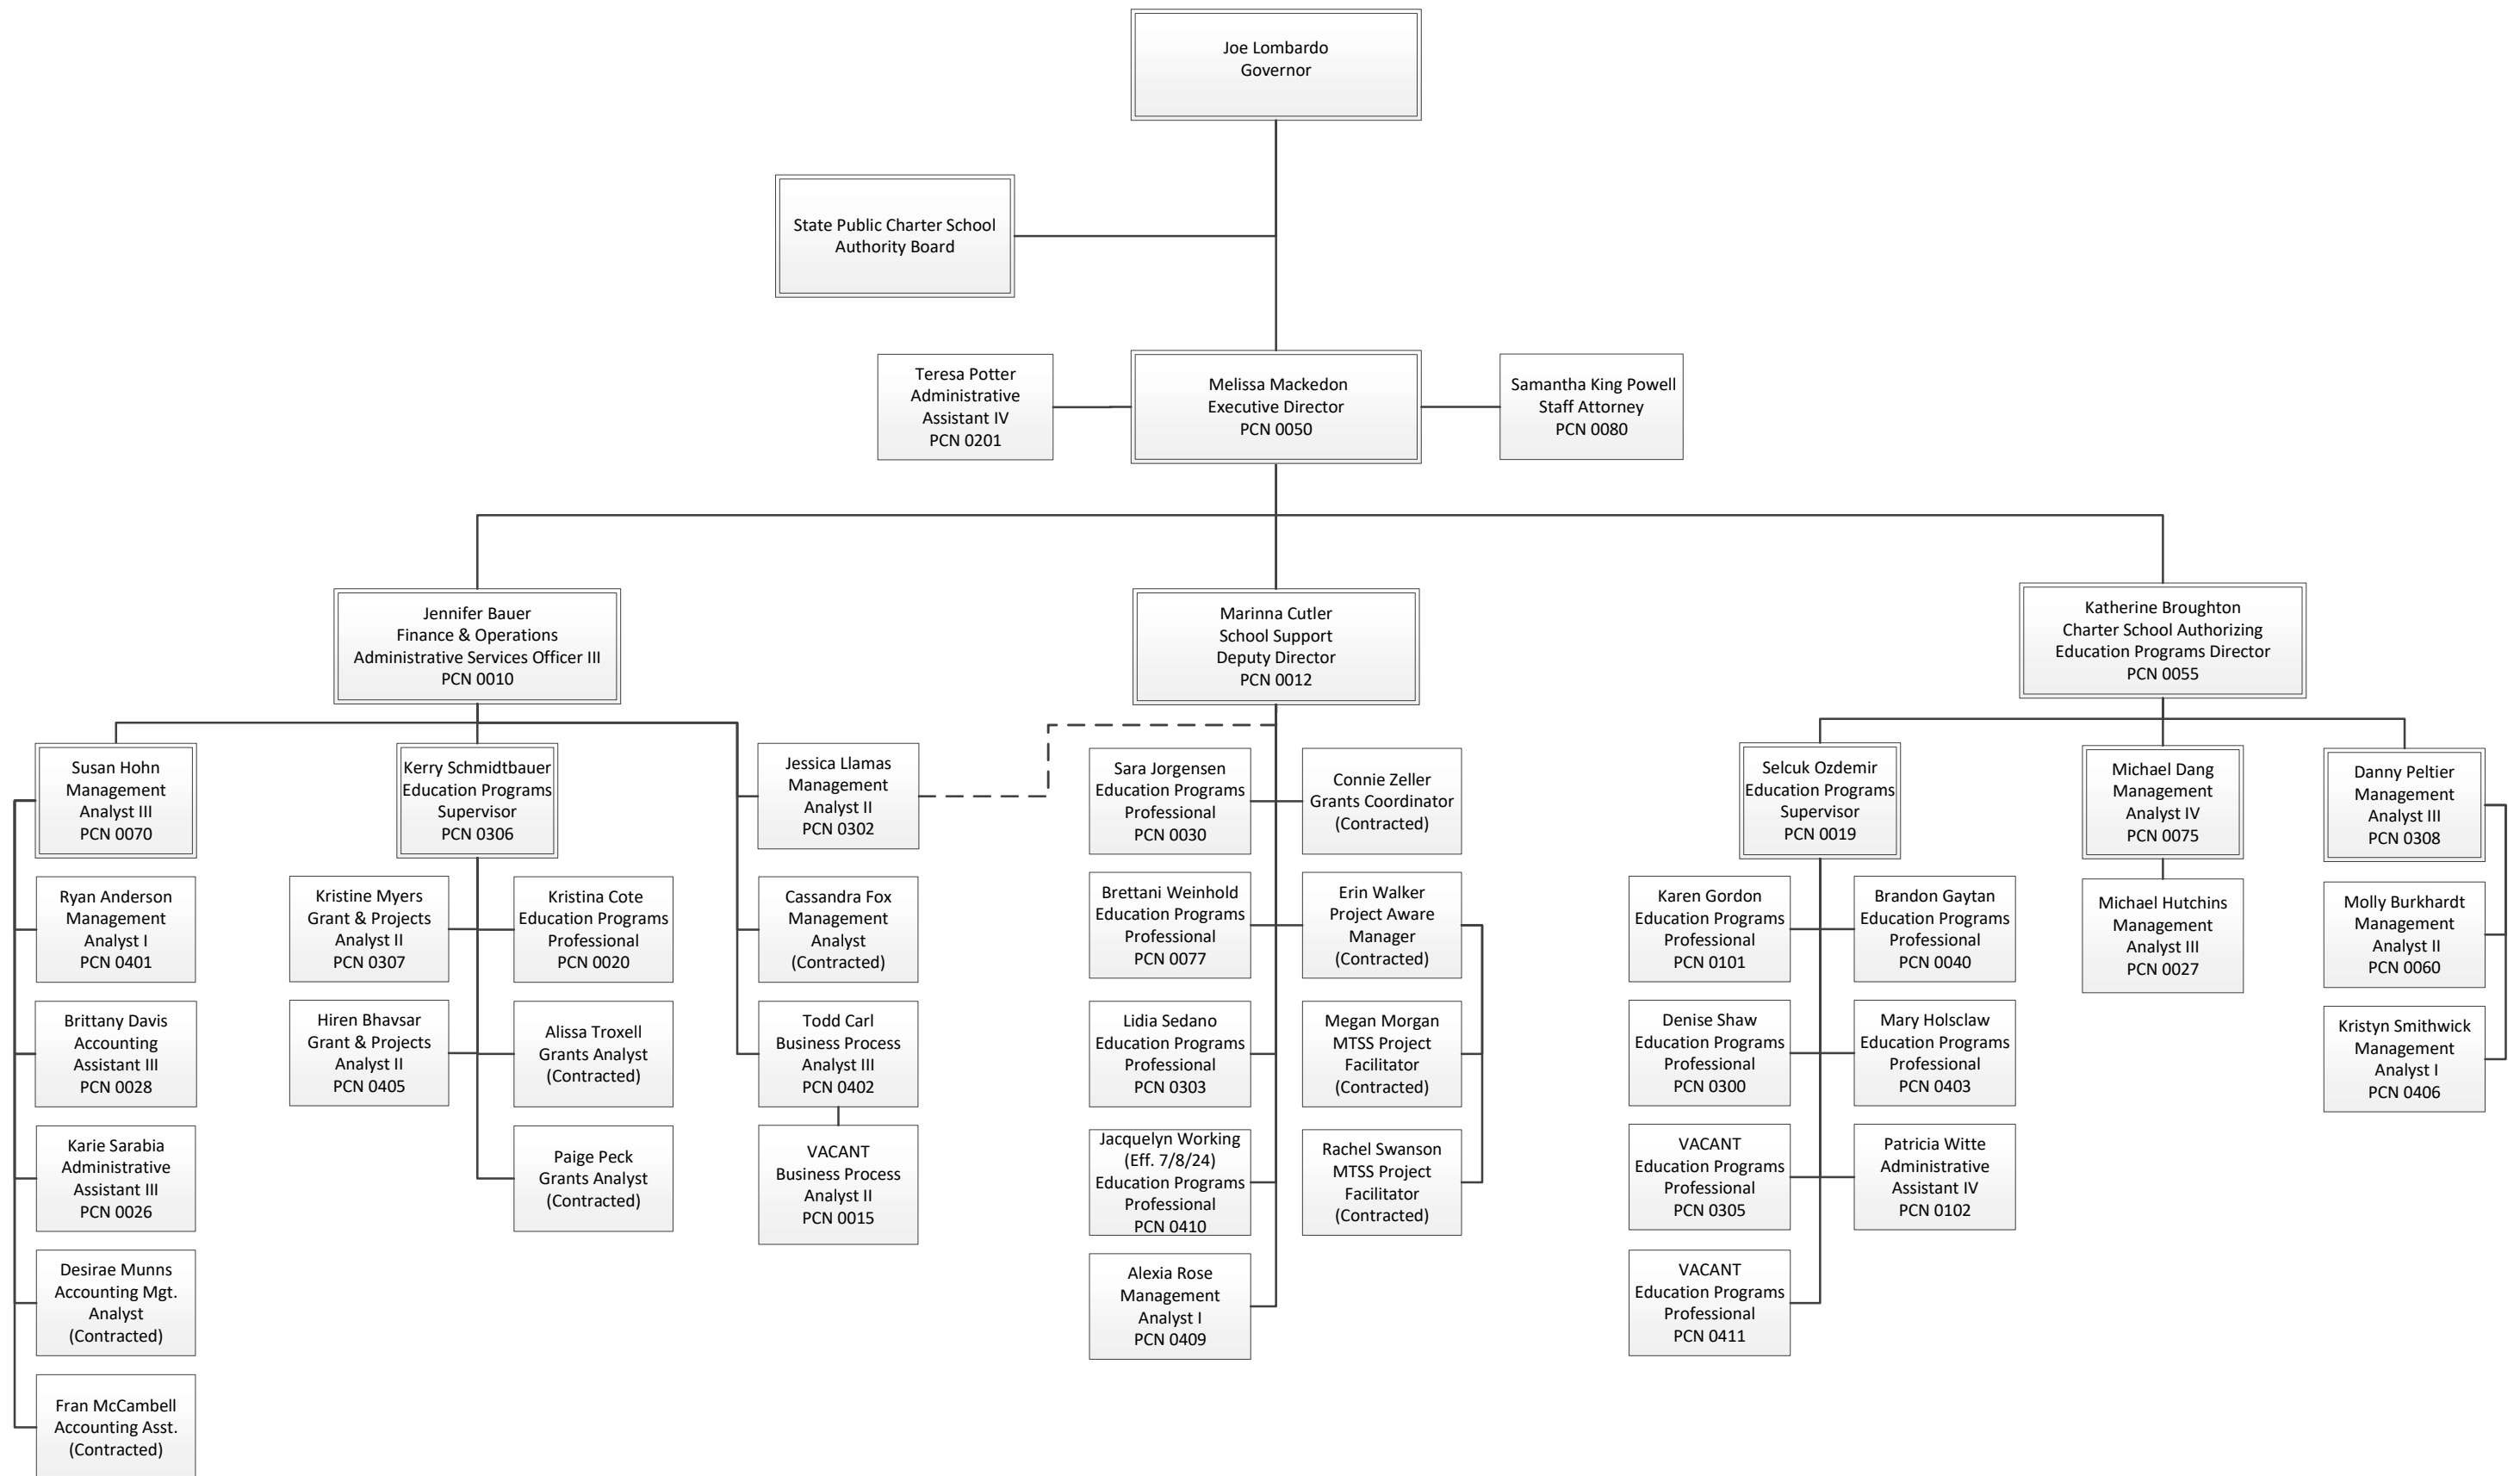 Joe Lombardo
Governor
State Public Charter School
Authority Board
Teresa Potter
Administrative
Assistant IV
PCN 0201
Melissa Mackedon
Executive Director
PCN 0050
Samantha King Powell
Staff Attorney
PCN 0080
Jennifer Bauer
Finance & Operations
Administrative Services Officer III
PCN 0010
Marinna Cutler
School Support
Deputy Director
PCN 0012
Katherine Broughton
Charter School Authorizing
Education Programs Director
PCN 0055
Susan Hohn
Management
Analyst III
PCN 0070
Ryan Anderson
Management
Analyst I
PCN 0401
Brittany Davis
Accounting
Assistant III
PCN 0028
Karie Sarabia
Administrative
Assistant III
PCN 0026
Desirae Munns
Accounting Mgt.
Analyst
(Contracted)
Fran McCambell
Accounting Asst.
(Contracted)
Kerry Schmidtbauer
Education Programs
Supervisor
PCN 0306
Kristine Myers
Grant & Projects
Analyst II
PCN 0307
Kristina Cote
Education Programs
Professional
PCN 0020
Hiren Bhavsar
Grant & Projects
Analyst II
PCN 0405
Alissa Troxell
Grants Analyst
(Contracted)
Paige Peck
Grants Analyst
(Contracted)
Jessica Llamas
Management
Analyst II
PCN 0302
Cassandra Fox
Management
Analyst
(Contracted)
Todd Carl
Business Process
Analyst III
PCN 0402
VACANT
Business Process
Analyst II
PCN 0015
Sara Jorgensen
Education Programs
Professional
PCN 0030
Connie Zeller
Grants Coordinator
(Contracted)
Brettani Weinhold
Education Programs
Professional
PCN 0077
Erin Walker
Project Aware
Manager
(Contracted)
Lidia Sedano
Education Programs
Professional
PCN 0303
Megan Morgan
MTSS Project
Facilitator
(Contracted)
Jacquelyn Working
(Eff. 7/8/24)
Education Programs
Professional
PCN 0410
Rachel Swanson
MTSS Project
Facilitator
(Contracted)
Alexia Rose
Management
Analyst I
PCN 0409
Selcuk Ozdemir
Education Programs
Supervisor
PCN 0019
Karen Gordon
Education Programs
Professional
PCN 0101
Brandon Gaytan
Education Programs
Professional
PCN 0040
Denise Shaw
Education Programs
Professional
PCN 0300
Mary Holsclaw
Education Programs
Professional
PCN 0403
VACANT
Education Programs
Professional
PCN 0305
Patricia Witte
Administrative
Assistant IV
PCN 0102
VACANT
Education Programs
Professional
PCN 0411
Michael Dang
Management
Analyst IV
PCN 0075
Michael Hutchins
Management
Analyst III
PCN 0027
Danny Peltier
Management
Analyst III
PCN 0308
Molly Burkhardt
Management
Analyst II
PCN 0060
Kristyn Smithwick
Management
Analyst I
PCN 0406